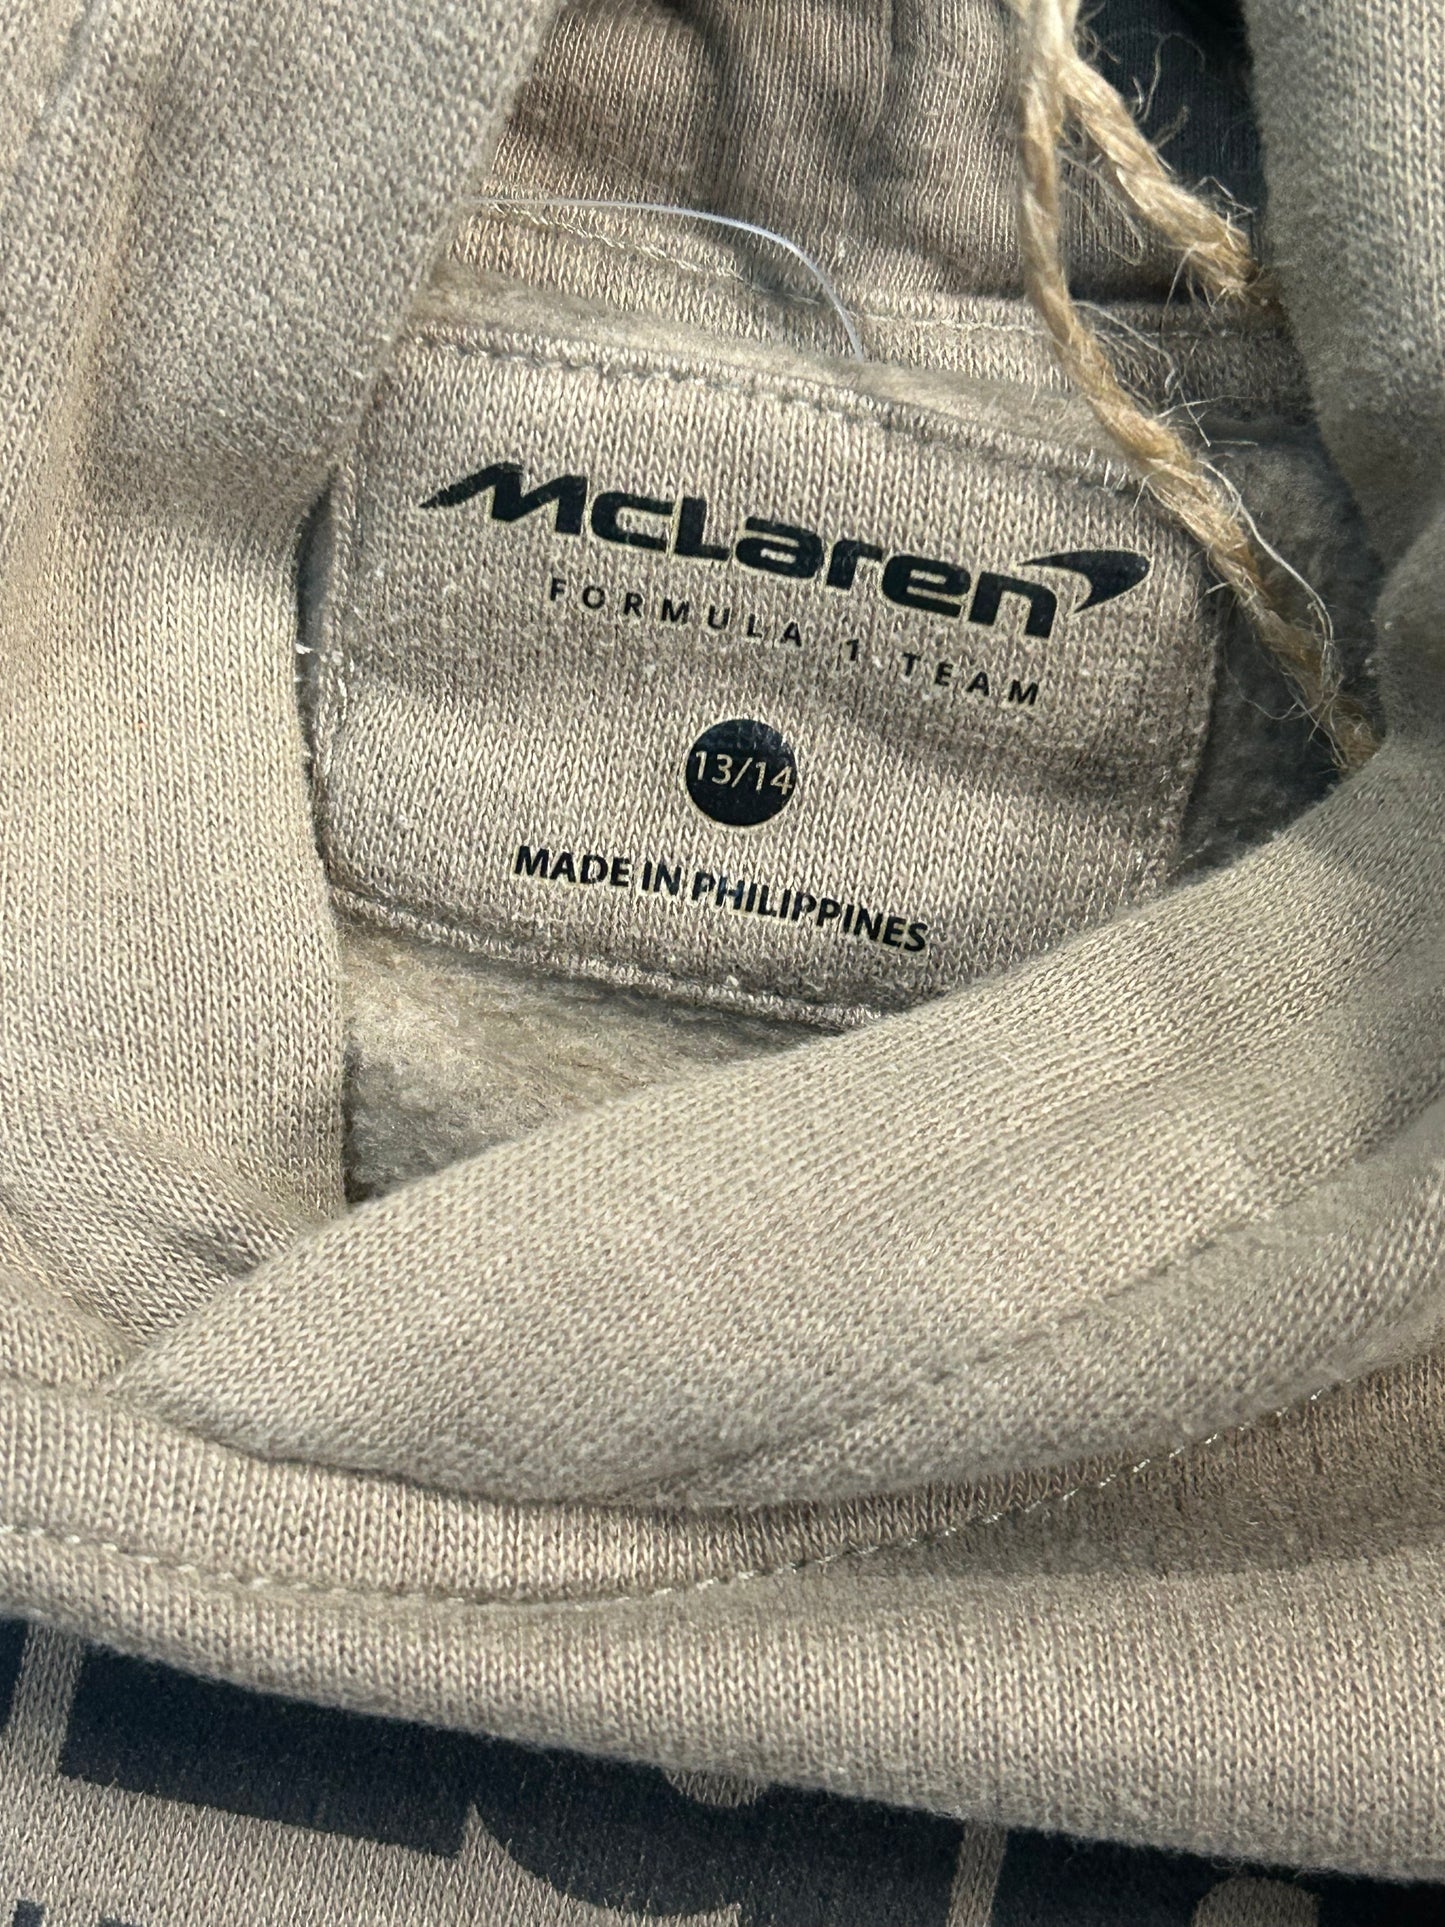 McLaren
FORMULA 1 TEAM
13/14
MADE IN PHILIPPINES